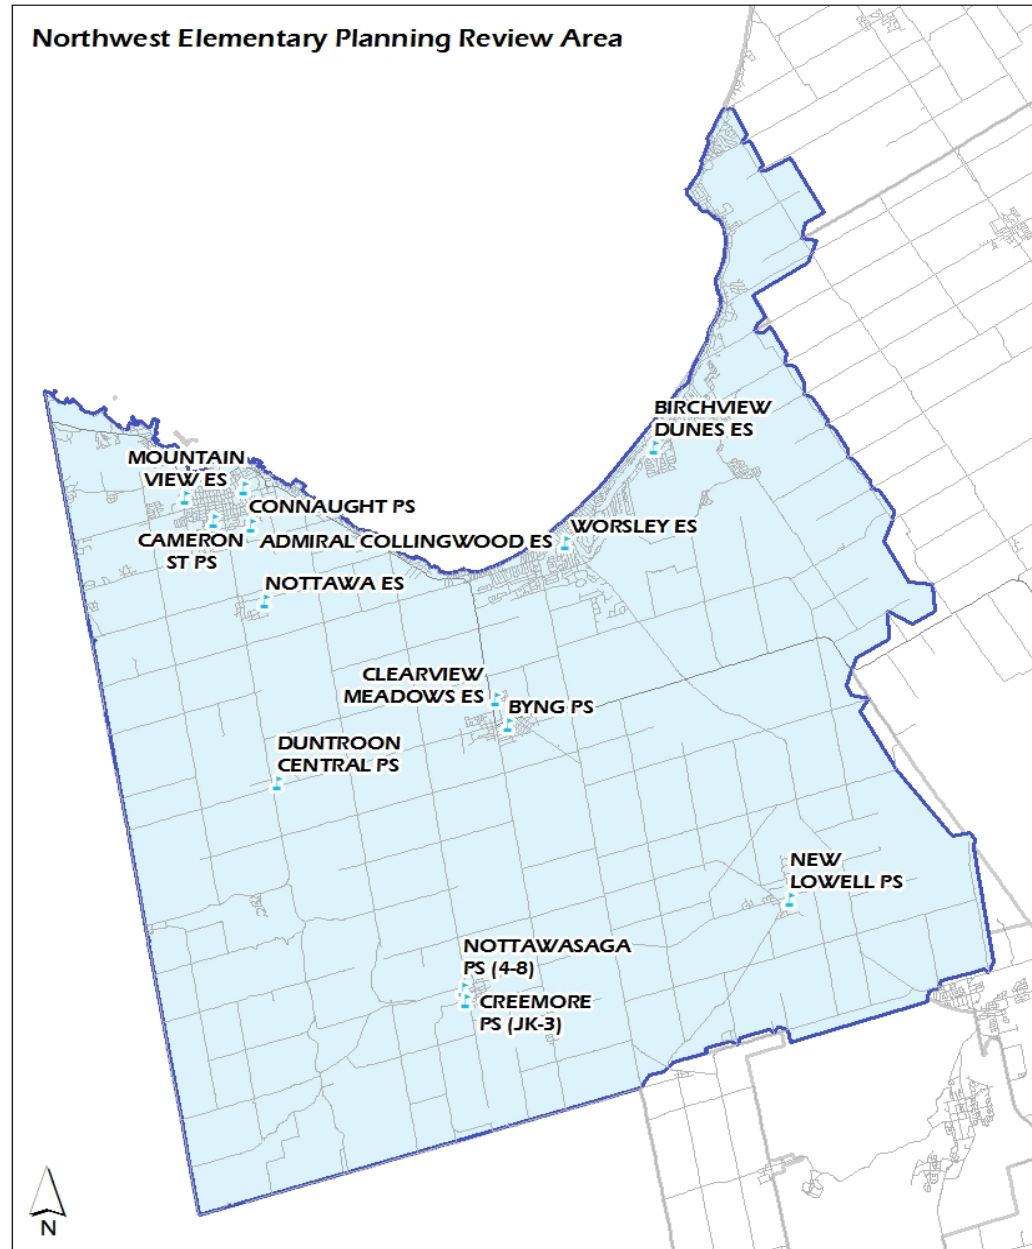 Northwest Elementary Planning Review Area
BIRCHVIEW
DUNES ES
MOUNTAIN
VIEW ES
CONNAUGHT PS
CAMERON
ST PS
ADMIRAL COLLINGWOOD ES
WORSLEY ES
NOTTAWA ES
CLEARVIEW
MEADOWS ES
BYNG PS
DUNTROON
CENTRAL PS
NEW
LOWELL PS
NOTTAWASAGA
PS (4-8)
CREEMORE
PS (JK-3)
N